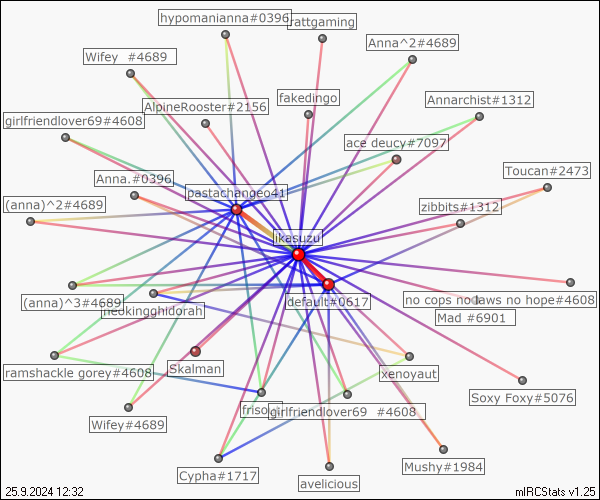 hypomanianna#0396
rattgaming
Wifey  #4689
Anna^2#4689
fakedingo
AlpineRooster#2156
Annarchist#1312
girlfriendlover69#4608
ace deucy#7097
Toucan#2473
Anna.#0396
pastachangeo41
(anna)^2#4689
zibbits#1312
ikasuzu
(anna)^3#4689
neokingghidorah
default#0617
no cops no laws no hope#4608
Mad #6901
ramshackle gorey#4608
Skalman
xenoyaut
Soxy Foxy#5076
Wifey#4689
girlfriendlover69  #4608
Cypha#1717
avelicious
Mushy#1984
25.9.2024 12:32
mIRCStats v1.25